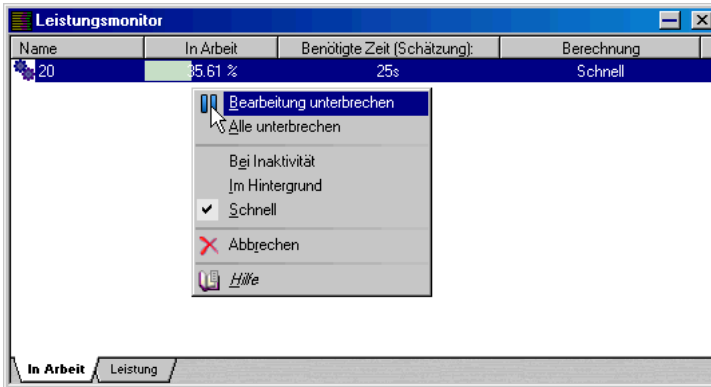 Leistungsmonitor
Name In Arbeit Benötigte Zeit (Schätzung): Berechnung
20 35.61 % 25s Schnell
Bearbeitung unterbrechen
Alle unterbrechen
Bei Inaktivität
Im Hintergrund
Schnell
Abbrechen
Hilfe
In Arbeit Leistung